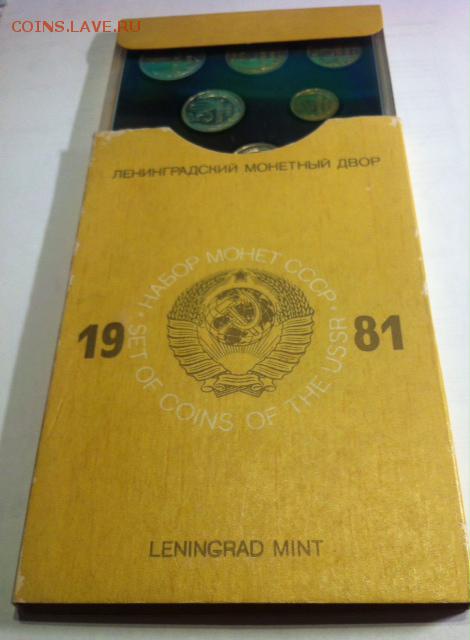 COINS.LAVE.RU
ЛЕНИНГРАДСКИЙ МОНЕТНЫЙ ДВОР
НАБОР МОНЕТ СССР
19 81
SET OF COINS OF THE USSR
LENINGRAD MINT